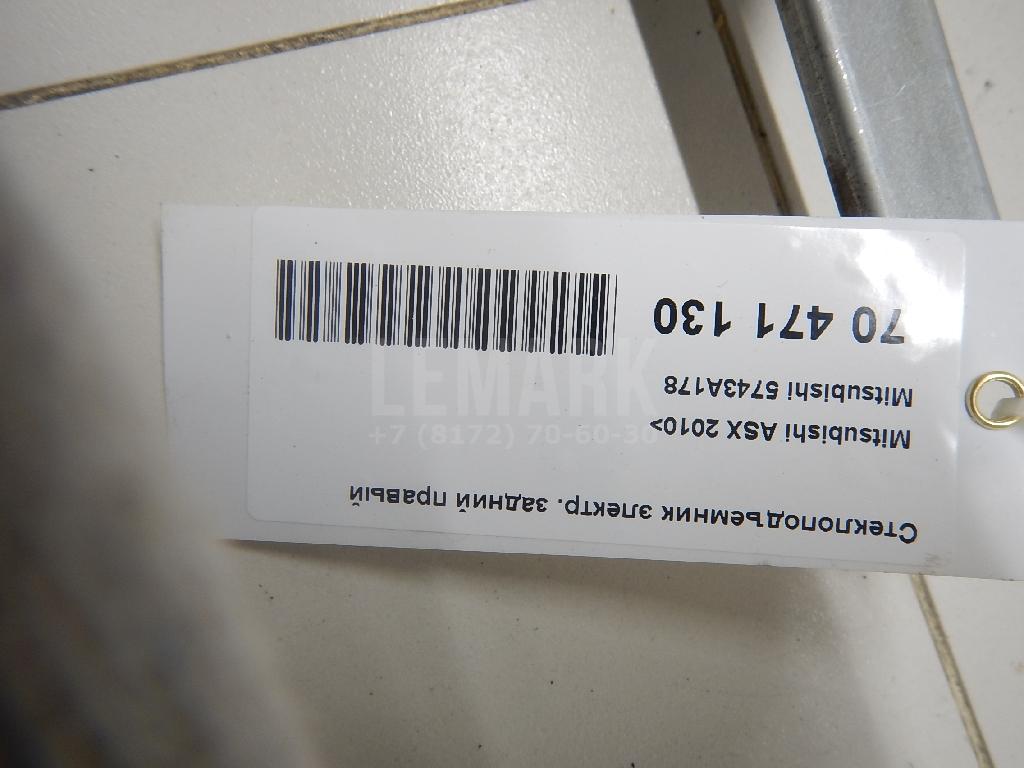 Стеклоподъемник электр. задний правый
Mitsubishi ASX 2010>
Mitsubishi 5743A178
70 471 130
LEMARK
+7 (8172) 70-60-30